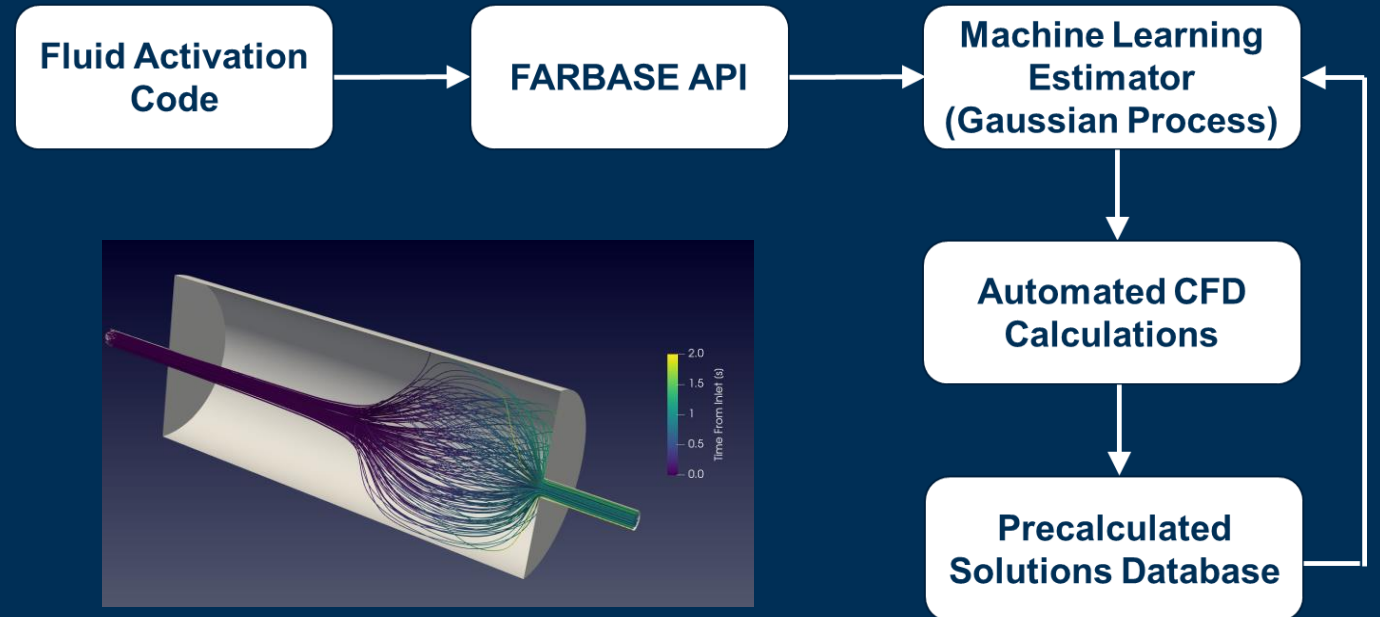 Fluid Activation
Code
FARBASE API
Machine Learning
Estimator
(Gaussian Process)
Automated CFD
Calculations
2.0
1.5
1
0.5
0.0
Time From Inlet (s)
Precalculated
Solutions Database